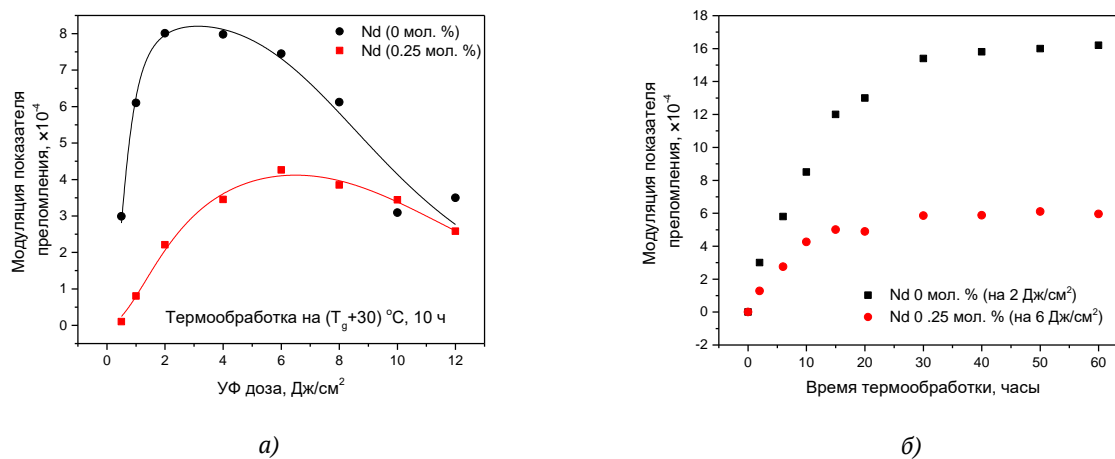 8
7
6
5
4
3
2
1
0
Модуляция показателя
преломления, ×10⁻⁴
Nd (0 мол. %)
Nd (0.25 мол. %)
Термообработка на (Tg+30) °C, 10 ч
0 2 4 6 8 10 12
УФ доза, Дж/см²
а)
18
16
14
12
10
8
6
4
2
0
-2
Модуляция показателя
преломления, ×10⁻⁴
Nd 0 мол. % (на 2 Дж/см²)
Nd 0 .25 мол. % (на 6 Дж/см²)
0 10 20 30 40 50 60
Время термообработки, часы
б)